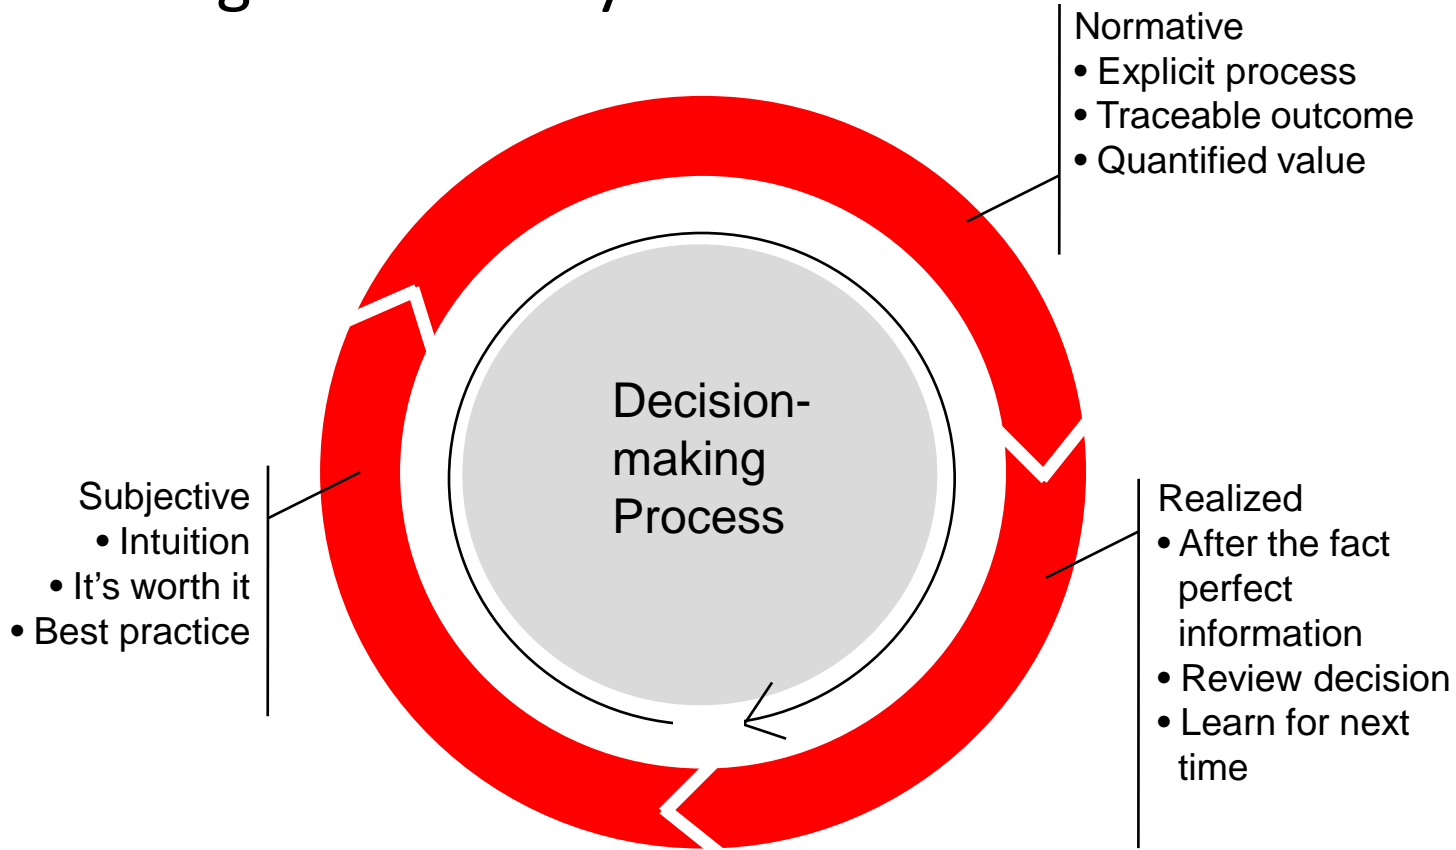 Normative
• Explicit process
• Traceable outcome
• Quantified value
Decision-
making
Process
Subjective
• Intuition
• It’s worth it
• Best practice
Realized
• After the fact
perfect
information
• Review decision
• Learn for next
time